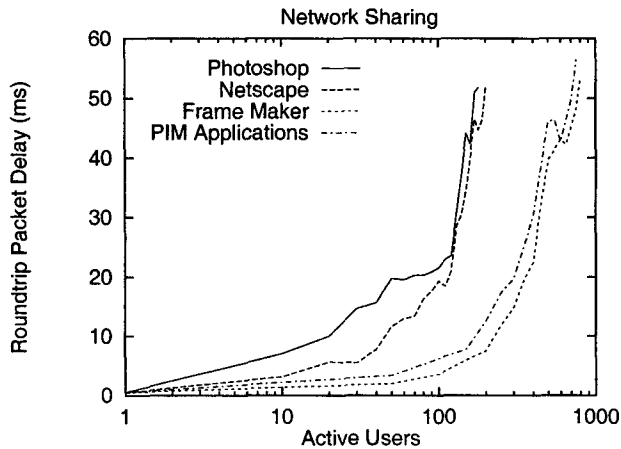 Network Sharing
60
50
40
30
20
10
0
Roundtrip Packet Delay (ms)
Photoshop
Netscape
Frame Maker
PIM Applications
1
10
100
1000
Active Users